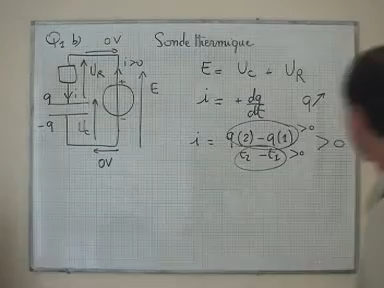 Q1 b) 0V Sonde thermique
UR i>0 E = Uc + UR
i E
q i = + dq/dt q↗
-q Uc i = q(2) - q(1) / t2 - t1 >0 >0 >0
0V